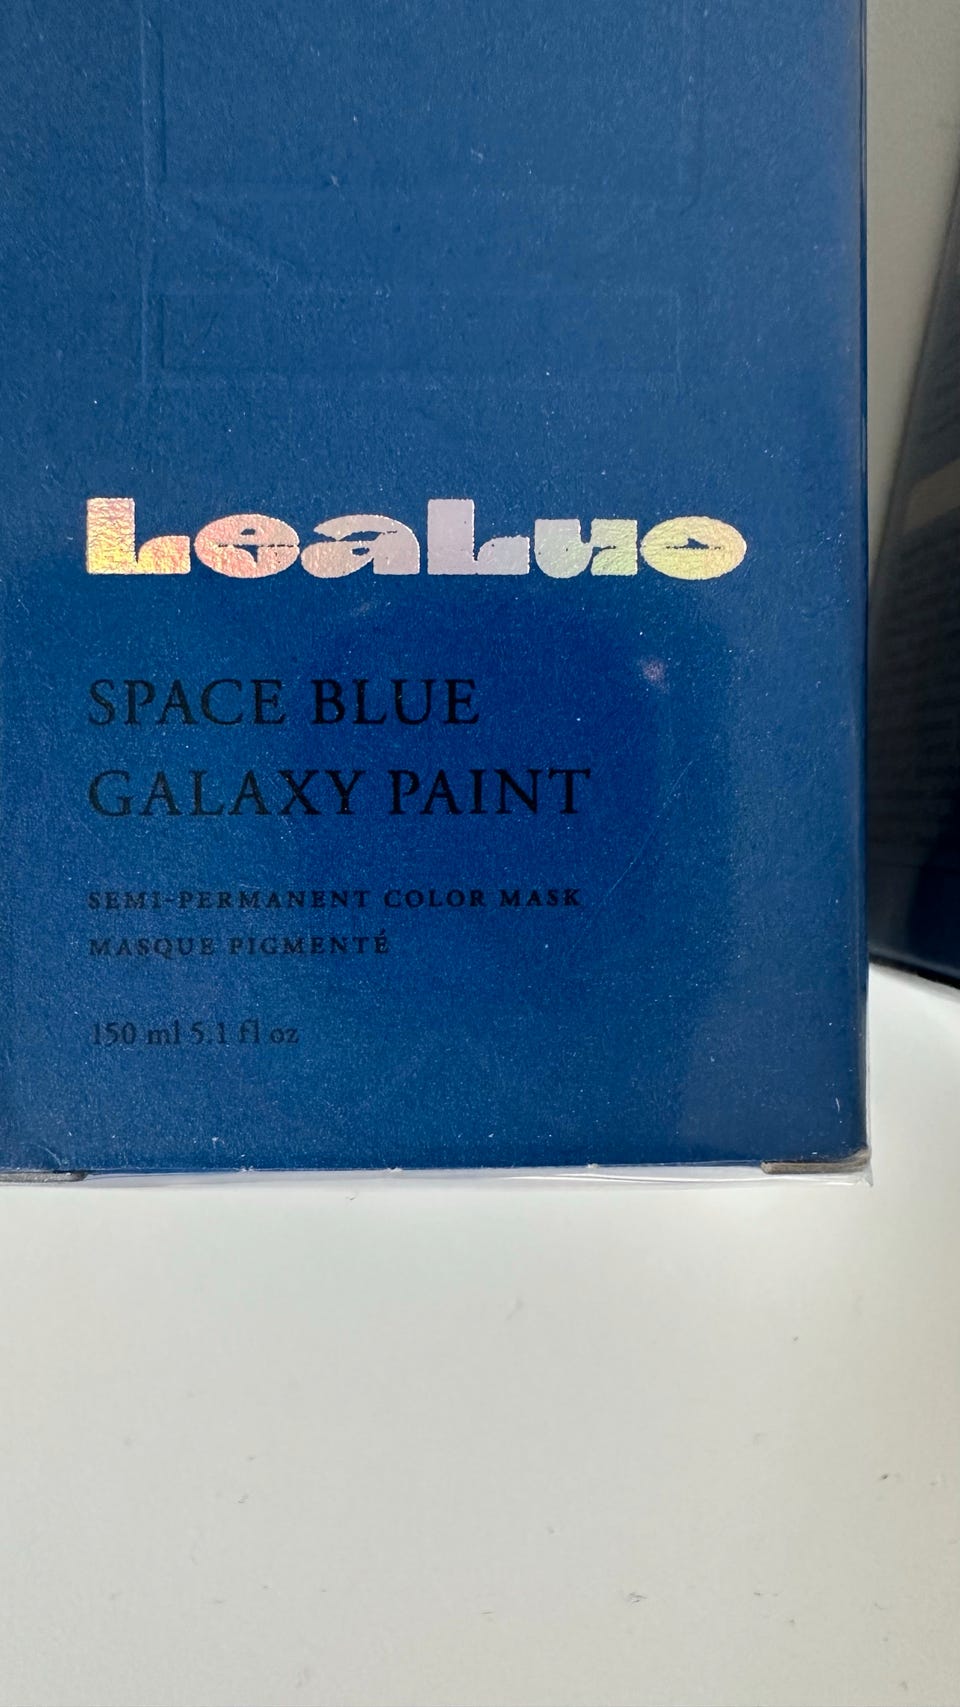 LeaLuo
SPACE BLUE
GALAXY PAINT
SEMI-PERMANENT COLOR MASK
MASQUE PIGMENTÉ
150 ml 5.1 fl oz